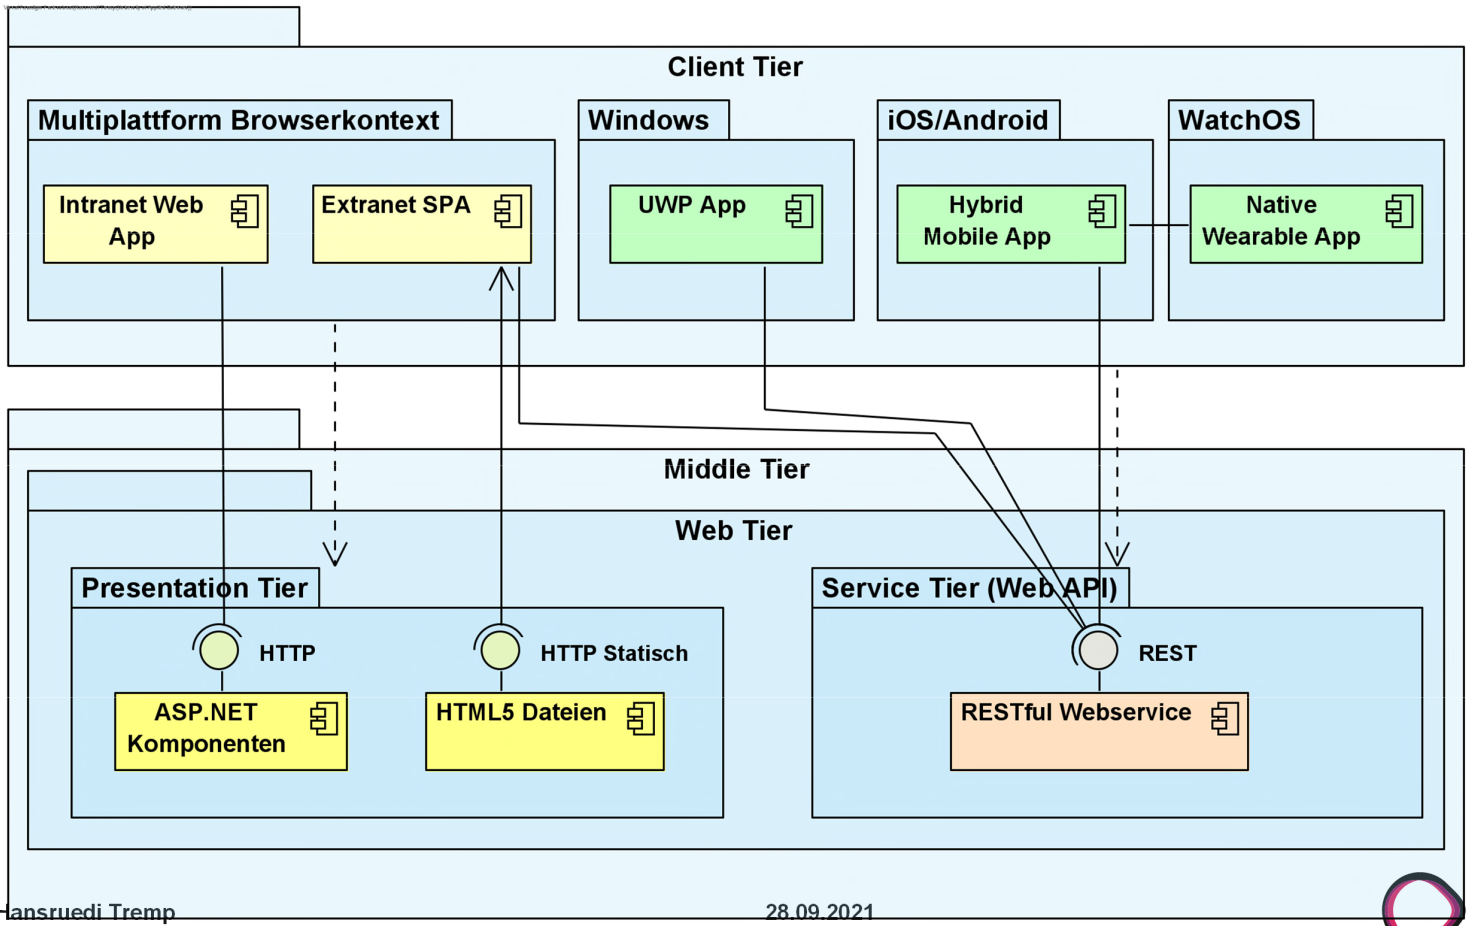 Client Tier
Multiplattform Browserkontext
Windows
iOS/Android
WatchOS
Intranet Web
App
Extranet SPA
UWP App
Hybrid
Mobile App
Native
Wearable App
Middle Tier
Web Tier
Presentation Tier
Service Tier (Web API)
HTTP
HTTP Statisch
REST
ASP.NET
Komponenten
HTML5 Dateien
RESTful Webservice
Hansruedi Tremp
28.09.2021